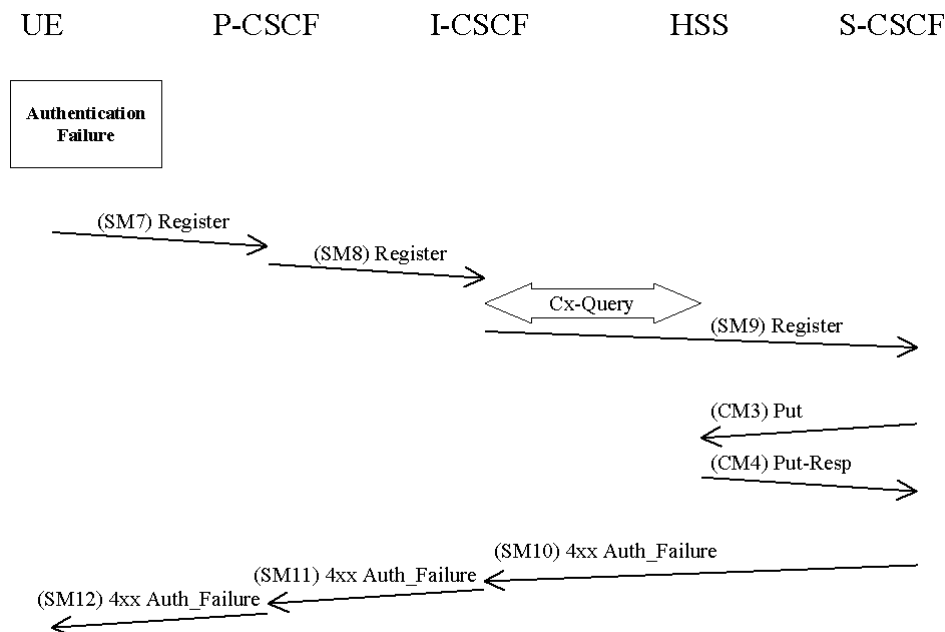 UE P-CSCF I-CSCF HSS S-CSCF
Authentication
Failure
(SM7) Register
(SM8) Register
Cx-Query
(SM9) Register
(CM3) Put
(CM4) Put-Resp
(SM10) 4xx Auth_Failure
(SM11) 4xx Auth_Failure
(SM12) 4xx Auth_Failure